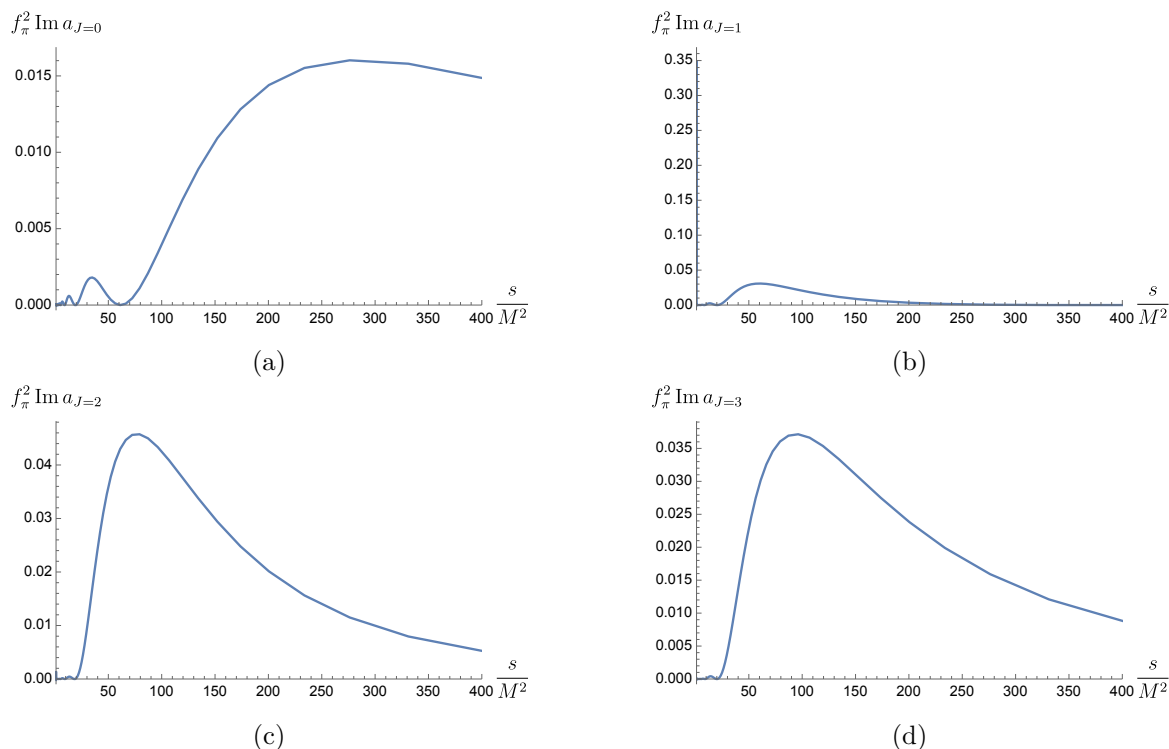 f_π^2 Im a_{J=0}
0.015
0.010
0.005
0.000
50 100 150 200 250 300 350 400
s/M^2
(a)
f_π^2 Im a_{J=1}
0.35
0.30
0.25
0.20
0.15
0.10
0.05
0.00
50 100 150 200 250 300 350 400
s/M^2
(b)
f_π^2 Im a_{J=2}
0.04
0.03
0.02
0.01
0.00
50 100 150 200 250 300 350 400
s/M^2
(c)
f_π^2 Im a_{J=3}
0.035
0.030
0.025
0.020
0.015
0.010
0.005
0.000
50 100 150 200 250 300 350 400
s/M^2
(d)